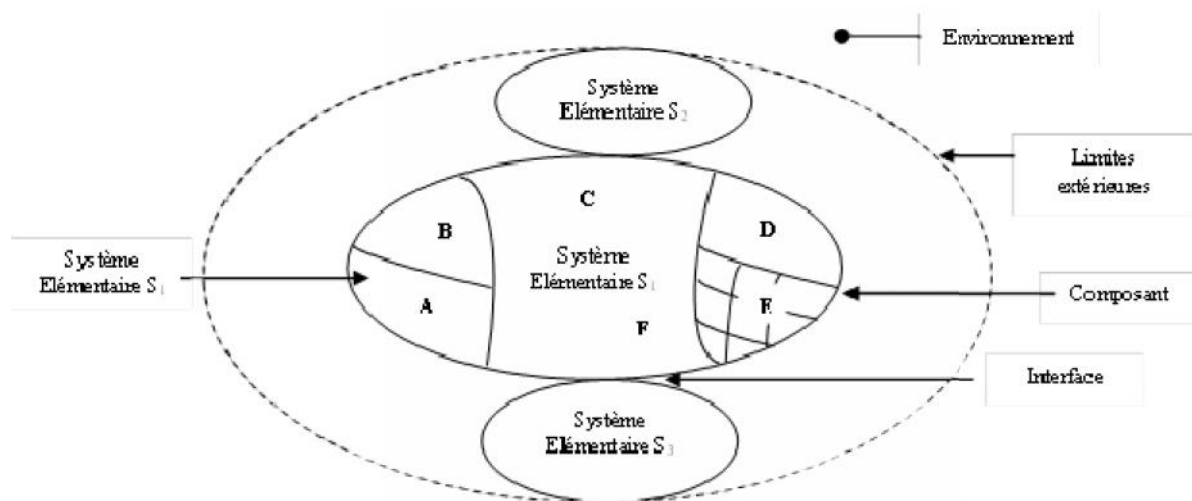 Environnement
Système
Elémentaire S2
Limites
extérieures
C
B
D
Système
Elémentaire S1
Système
Elémentaire S1
Composant
A
E
F
Interface
Système
Elémentaire S3